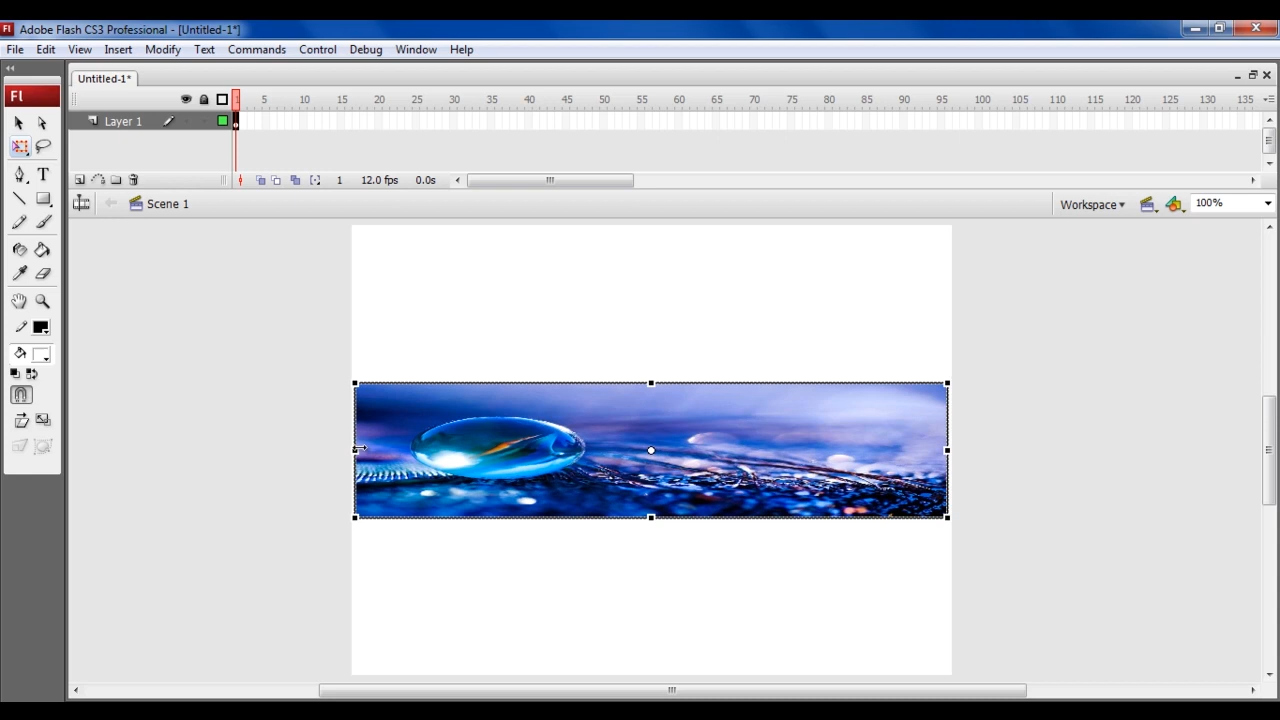 Fl Adobe Flash CS3 Professional - [Untitled-1*]
File Edit View Insert Modify Text Commands Control Debug Window Help
Untitled-1*
Fl
1 5 10 15 20 25 30 35 40 45 50 55 60 65 70 75 80 85 90 95 100 105 110 115 120 125 130 135
Layer 1
1 12.0 fps 0.0s
Scene 1 Workspace 100%
T